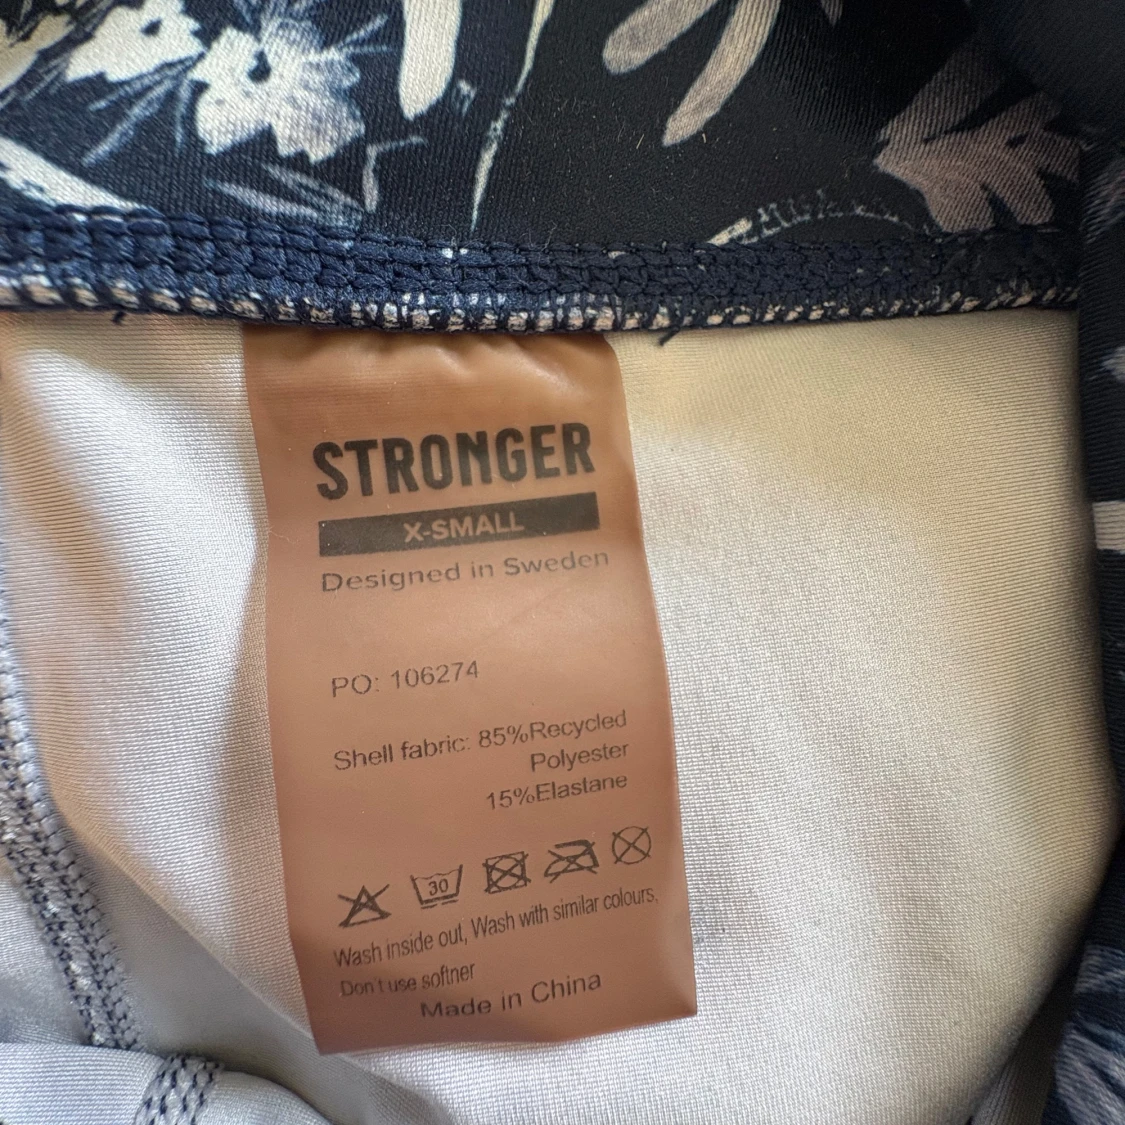 STRONGER
X-SMALL
Designed in Sweden
PO: 106274
Shell fabric: 85%Recycled
Polyester
15%Elastane
30
Wash inside out, Wash with similar colours.
Don't use softner
Made in China